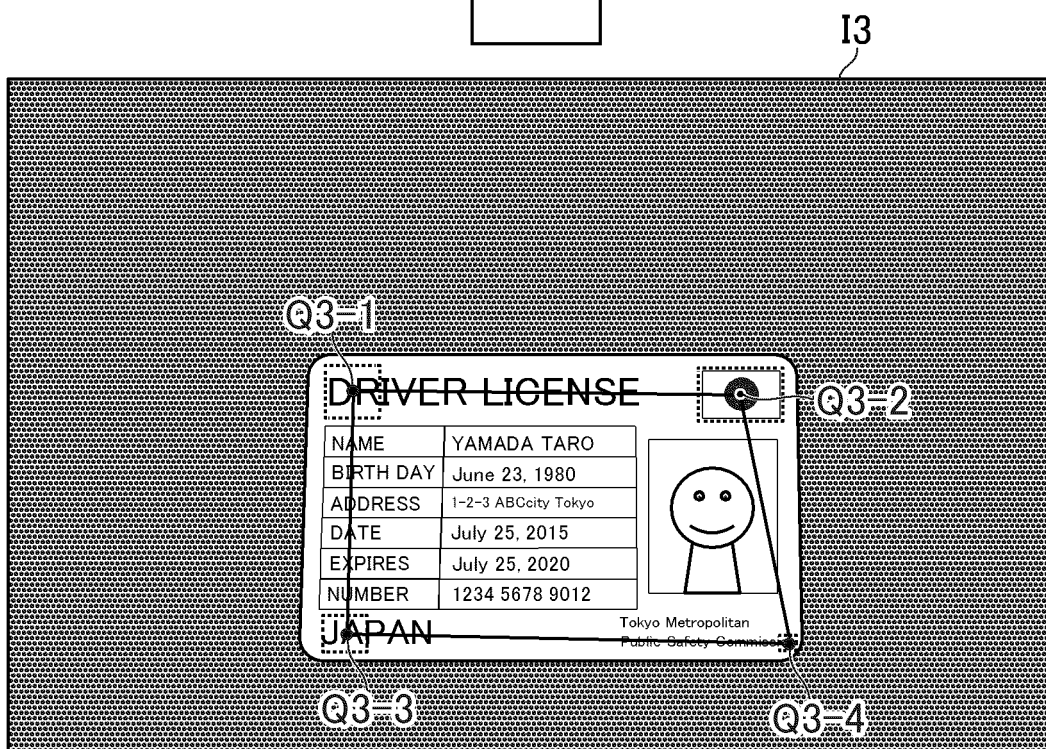 I3
Q3-1
DRIVER LICENSE
Q3-2
NAME YAMADA TARO
BIRTH DAY June 23, 1980
ADDRESS 1-2-3 ABCcity Tokyo
DATE July 25, 2015
EXPIRES July 25, 2020
NUMBER 1234 5678 9012
JAPAN
Tokyo Metropolitan
Public Safety
Q3-3
Q3-4